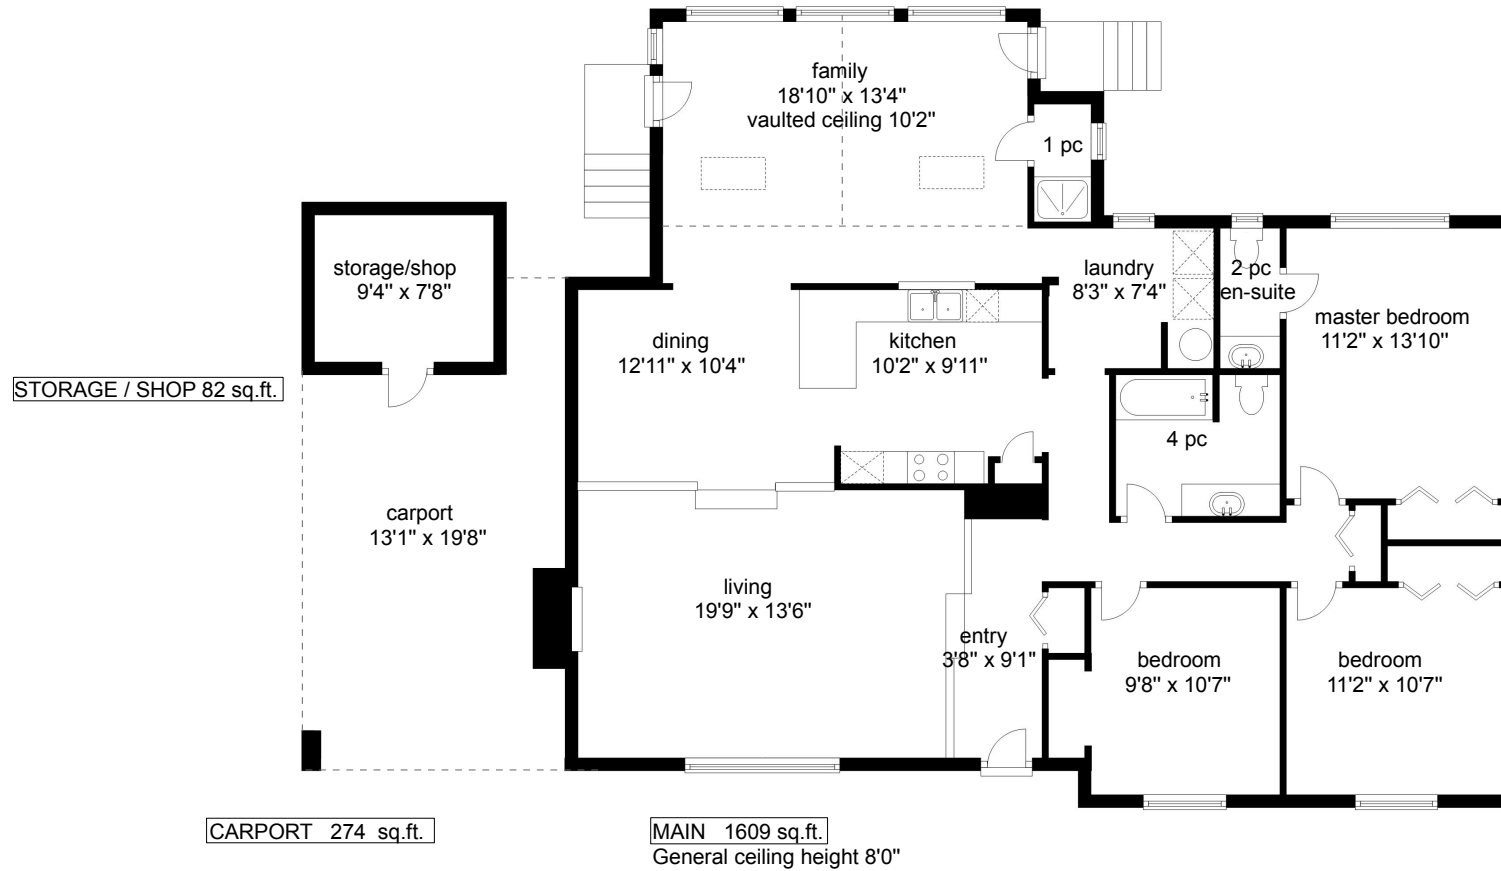 family
18'10" x 13'4"
vaulted ceiling 10'2"
1 pc
storage/shop
9'4" x 7'8"
laundry
8'3" x 7'4"
2 pc
en-suite
master bedroom
11'2" x 13'10"
dining
12'11" x 10'4"
kitchen
10'2" x 9'11"
STORAGE / SHOP 82 sq.ft.
4 pc
carport
13'1" x 19'8"
living
19'9" x 13'6"
entry
3'8" x 9'1"
bedroom
9'8" x 10'7"
bedroom
11'2" x 10'7"
CARPORT 274 sq.ft.
MAIN 1609 sq.ft.
General ceiling height 8'0"